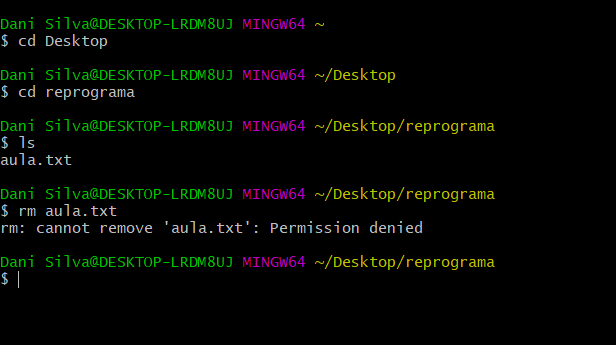 Dani Silva@DESKTOP-LRDM8UJ MINGW64 ~
$ cd Desktop
Dani Silva@DESKTOP-LRDM8UJ MINGW64 ~/Desktop
$ cd reprograma
Dani Silva@DESKTOP-LRDM8UJ MINGW64 ~/Desktop/reprograma
$ ls
aula.txt
Dani Silva@DESKTOP-LRDM8UJ MINGW64 ~/Desktop/reprograma
$ rm aula.txt
rm: cannot remove 'aula.txt': Permission denied
Dani Silva@DESKTOP-LRDM8UJ MINGW64 ~/Desktop/reprograma
$